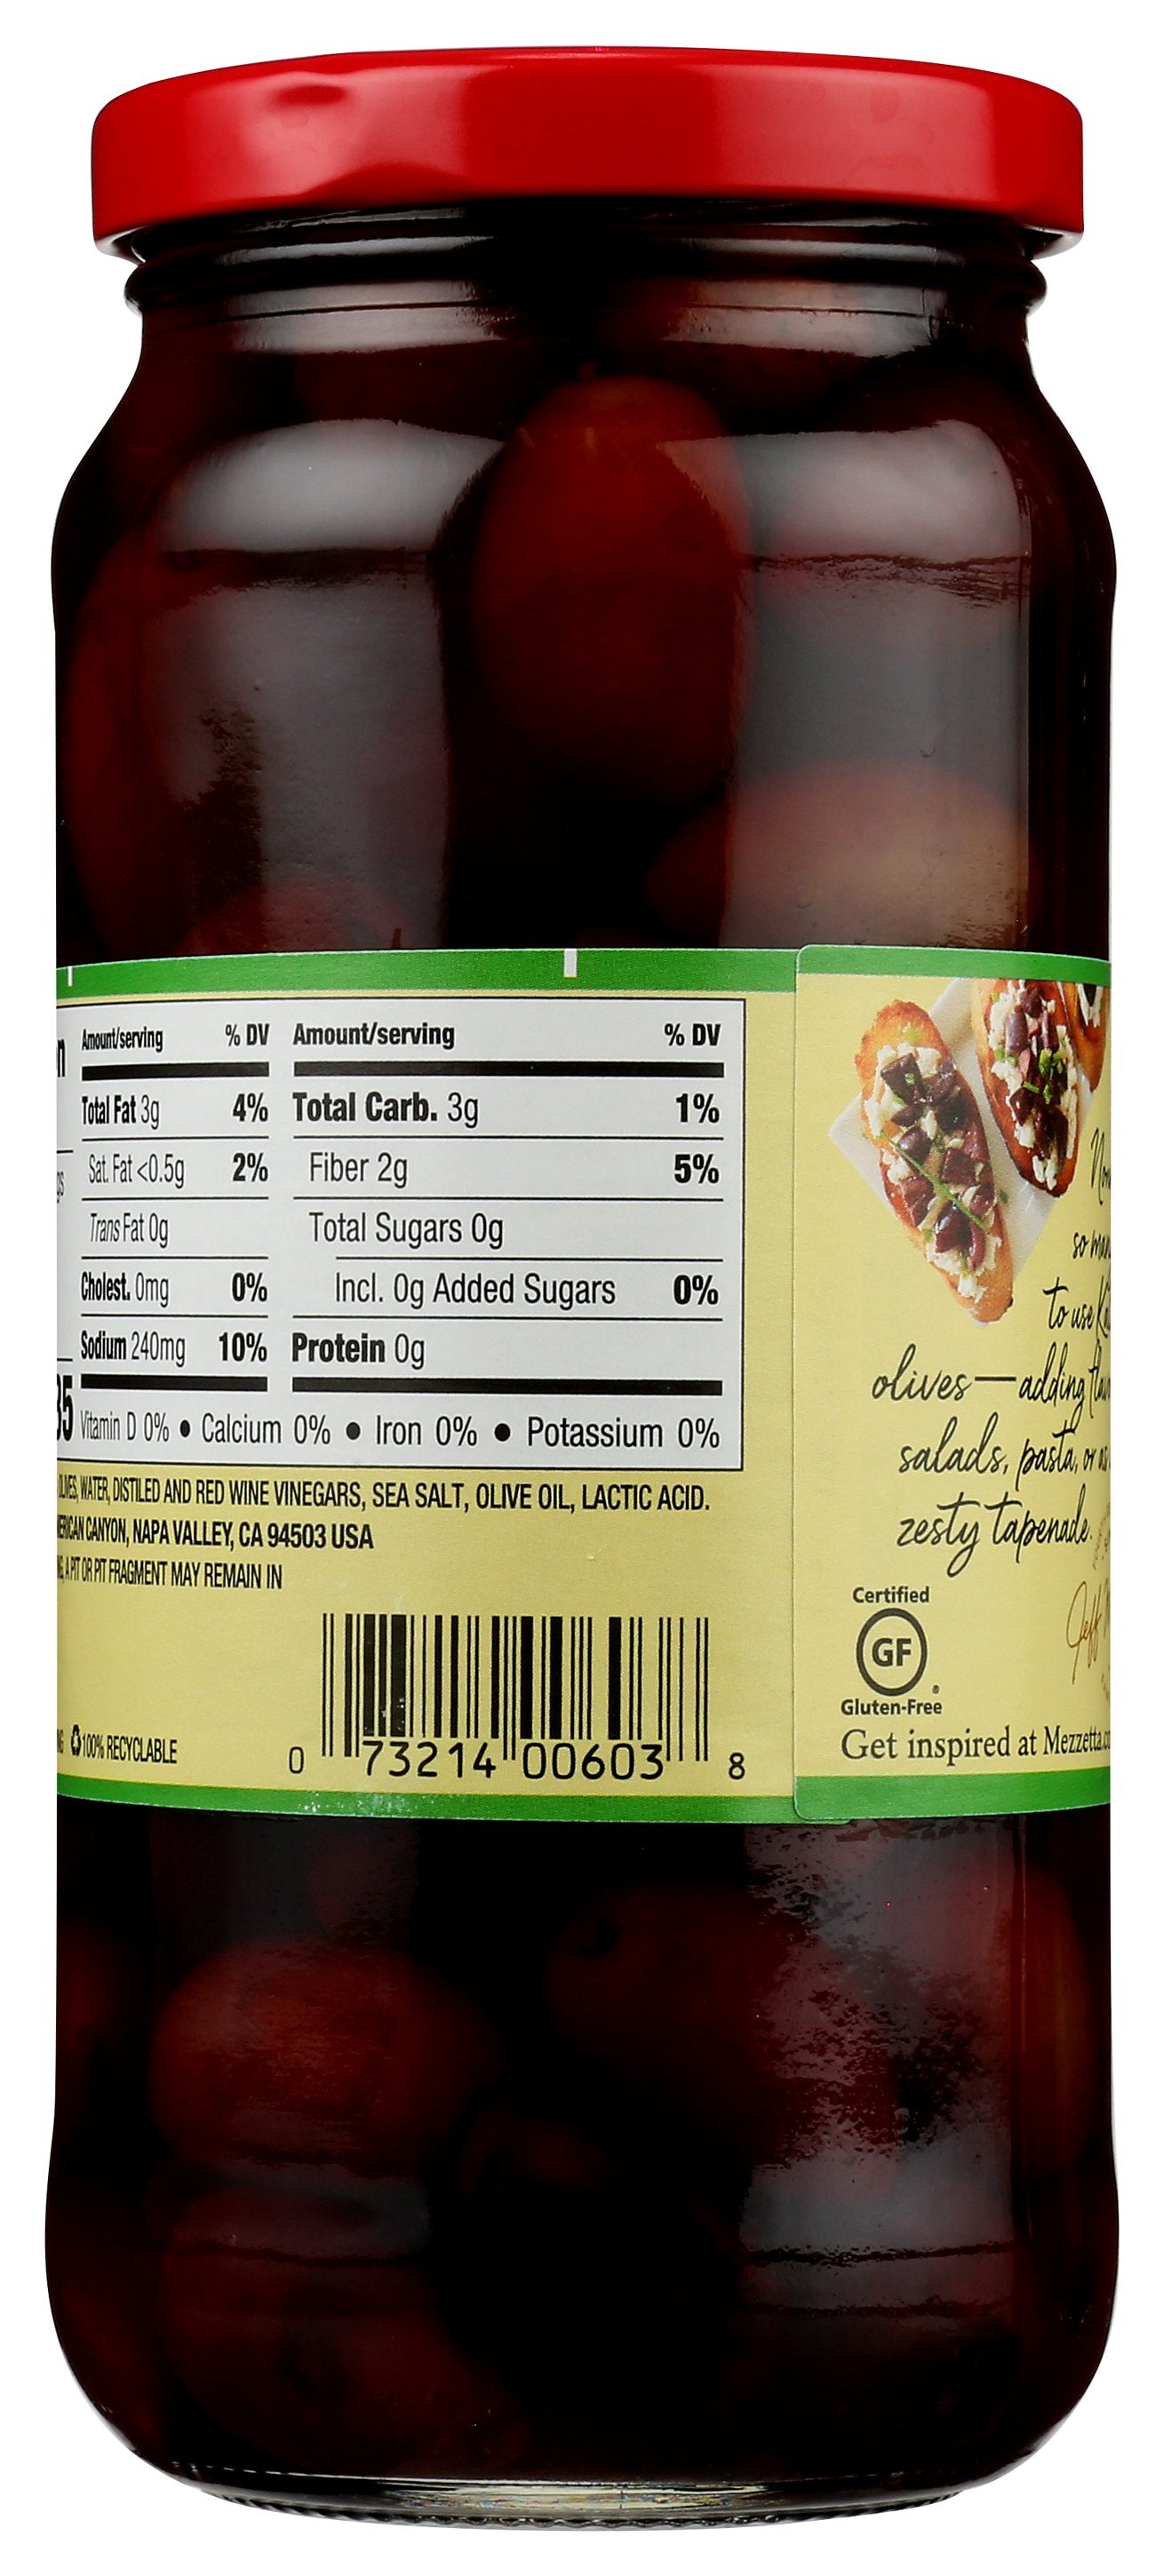 Amount/serving % DV Amount/serving % DV
Total Fat 3g 4% Total Carb. 3g 1%
Sat. Fat <0.5g 2% Fiber 2g 5%
Trans Fat 0g Total Sugars 0g
Cholest. 0mg 0% Incl. 0g Added Sugars 0%
Sodium 240mg 10% Protein 0g
35 Vitamin D 0% • Calcium 0% • Iron 0% • Potassium 0%
OLIVES, WATER, DISTILED AND RED WINE VINEGARS, SEA SALT, OLIVE OIL, LACTIC ACID.
CANYON, NAPA VALLEY, CA 94503 USA
A PIT OR PIT FRAGMENT MAY REMAIN IN
100% RECYCLABLE
0 73214 00603 8
so
to use
olives—adding
salads, pasta, or as
zesty tapenade.
Jeff
Certified
GF
Gluten-Free
Get inspired at Mezzetta.